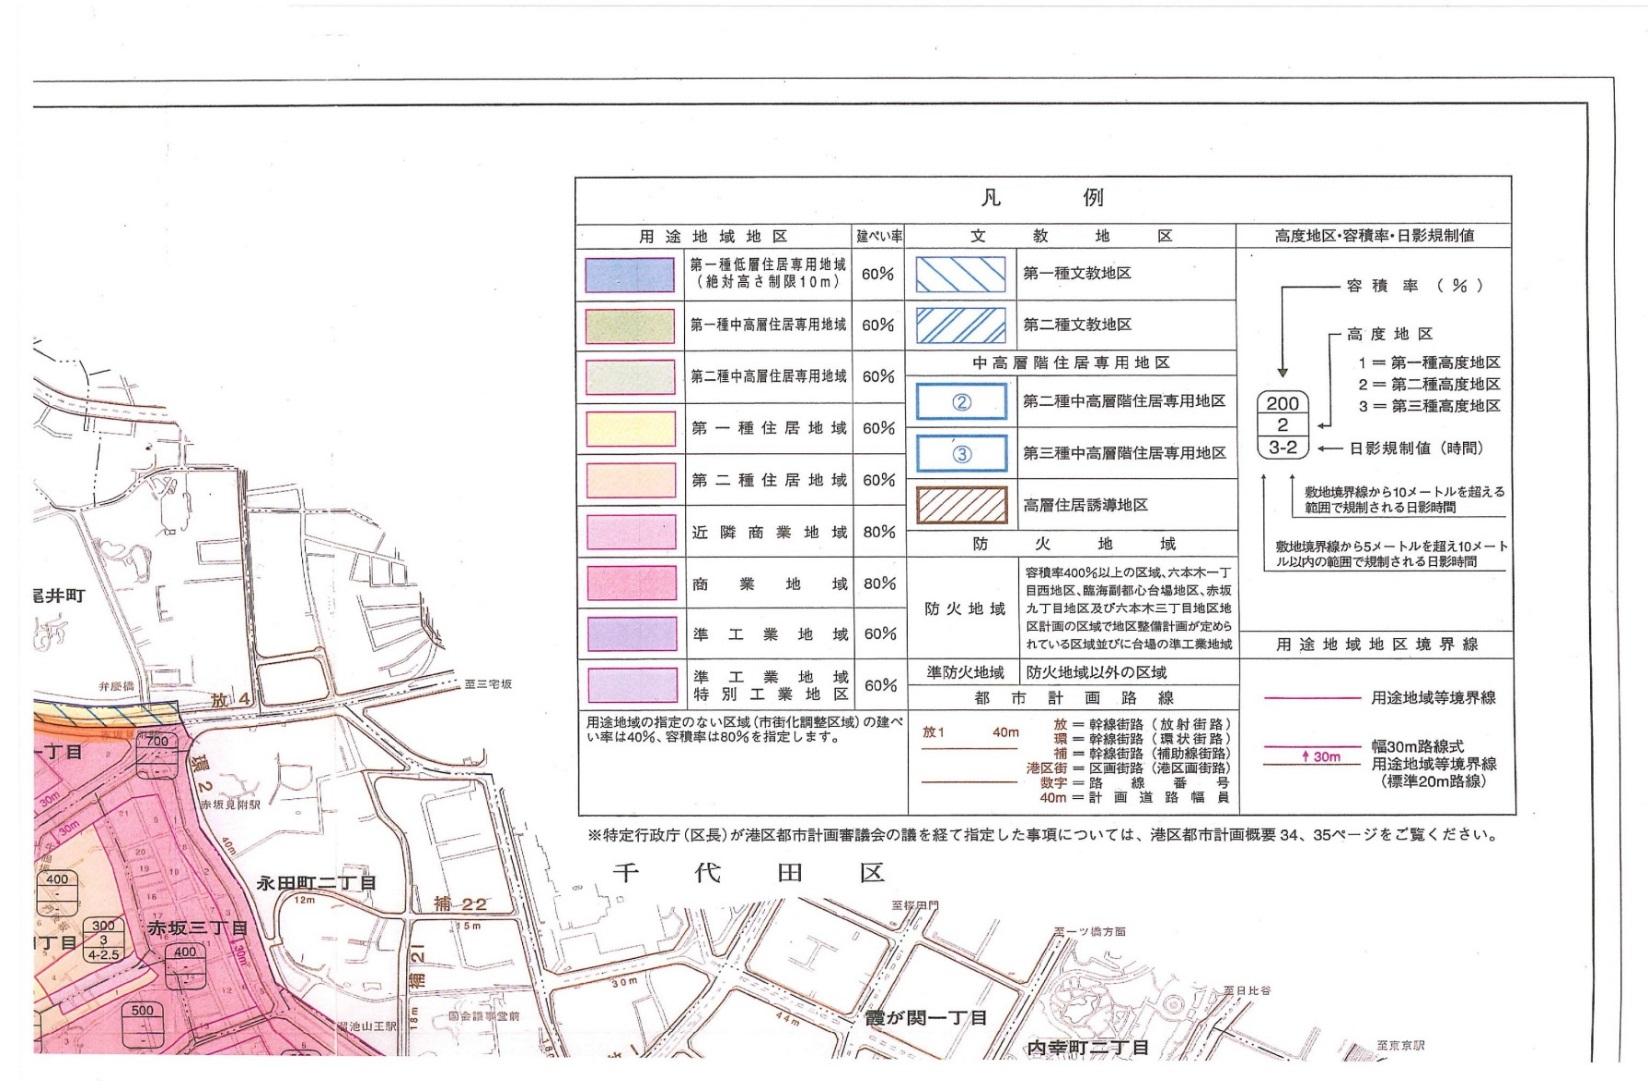 凡例
用途地域地区
建ぺい率
第一種低層住居専用地域
(絶対高さ制限10m)
60%
第一種中高層住居専用地域
60%
第二種中高層住居専用地域
60%
第一種住居地域
60%
第二種住居地域
60%
近隣商業地域
80%
商業地域
80%
準工業地域
60%
準工業地域
特別工業地区
60%
用途地域の指定のない区域(市街化調整区域)の建ぺ
い率は40%、容積率は80%を指定します。
文教地区
第一種文教地区
第二種文教地区
中高層階住居専用地区
②
第二種中高層階住居専用地区
③
第三種中高層階住居専用地区
高層住居誘導地区
防火地域
防火地域
容積率400%以上の区域、六本木一丁
目西地区、臨海副都心台場地区、赤坂
九丁目地区及び六本木三丁目地区地
区計画の区域で地区整備計画が定めら
れている区域並びに台場の準工業地域
準防火地域
防火地域以外の区域
都市計画路線
放1 40m
放=幹線街路(放射街路)
環=幹線街路(環状街路)
補=幹線街路(補助線街路)
港区街=区画街路(港区画街路)
数字=路線番号
40m=計画道路幅員
高度地区・容積率・日影規制値
容積率(%)
高度地区
1=第一種高度地区
2=第二種高度地区
3=第三種高度地区
200
2
3-2
日影規制値(時間)
敷地境界線から10メートルを超える
範囲で規制される日影時間
敷地境界線から5メートルを超え10メート
ル以内の範囲で規制される日影時間
用途地域地区境界線
用途地域等境界線
30m
幅30m路線式
用途地域等境界線
(標準20m路線)
※特定行政庁(区長)が港区都市計画審議会の議を経て指定した事項については、港区都市計画概要34、35ページをご覧ください。
千代田区
尾井町
弁慶橋
放4
至三宅坂
一丁目
700
環2
赤坂見附駅
30m
30m
40m
400
永田町二丁目
12m
補22
15m
赤坂三丁目
丁目
300
3
4-2.5
400
30m
補21
18m
500
溜池山王駅
国会議事堂前
30m
44m
至桜田門
至一ツ橋方面
至日比谷
霞が関一丁目
内幸町二丁目
至東京駅